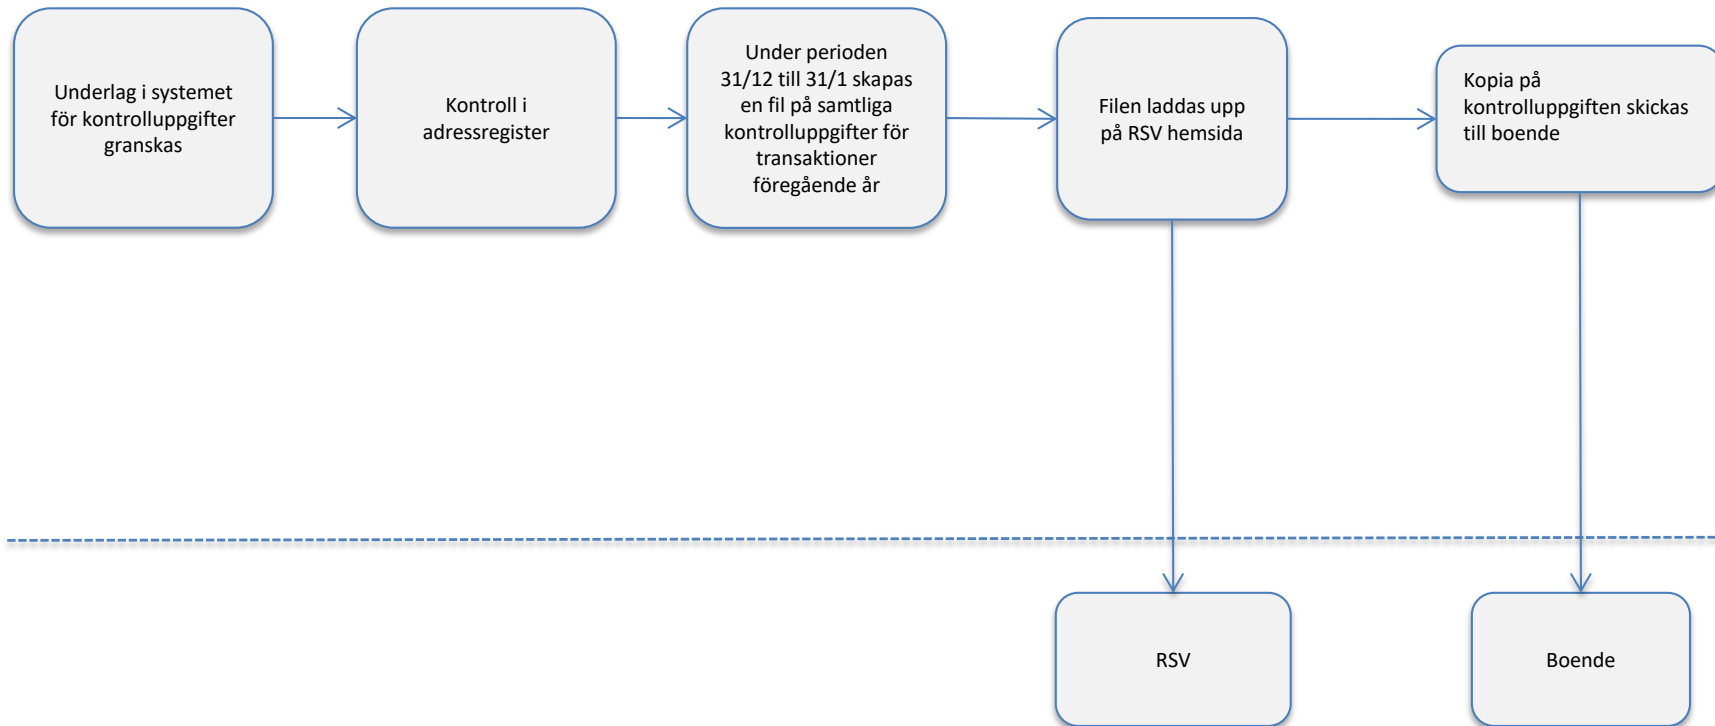 Underlag i systemet
för kontrolluppgifter
granskas
Kontroll i
adressregister
Under perioden
31/12 till 31/1 skapas
en fil på samtliga
kontrolluppgifter för
transaktioner
föregående år
Filen laddas upp
på RSV hemsida
Kopia på
kontrolluppgiften skickas
till boende
RSV
Boende